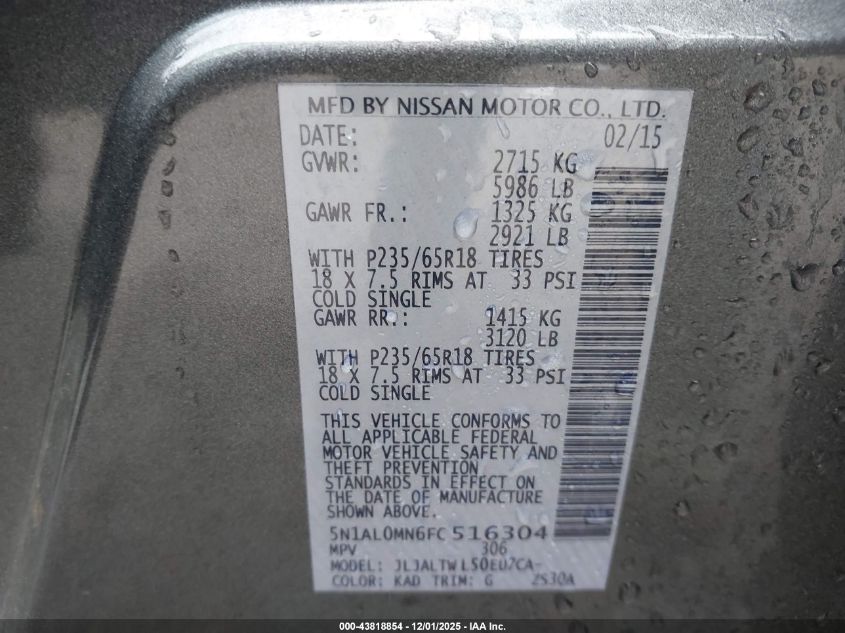 MFD BY NISSAN MOTOR CO., LTD.
DATE: 02/15
GVWR: 2715 KG
5986 LB
GAWR FR.: 1325 KG
2921 LB
WITH P235/65R18 TIRES
18 X 7.5 RIMS AT 33 PSI
COLD SINGLE
GAWR RR.: 1415 KG
3120 LB
WITH P235/65R18 TIRES
18 X 7.5 RIMS AT 33 PSI
COLD SINGLE
THIS VEHICLE CONFORMS TO
ALL APPLICABLE FEDERAL
MOTOR VEHICLE SAFETY AND
THEFT PREVENTION
STANDARDS IN EFFECT ON
THE DATE OF MANUFACTURE
SHOWN ABOVE.
5N1AL0MN6FC516304
MPV 306
MODEL:
COLOR: KAD TRIM: G 2S30A
000-43818854 - 12/01/2025 - IAA Inc.